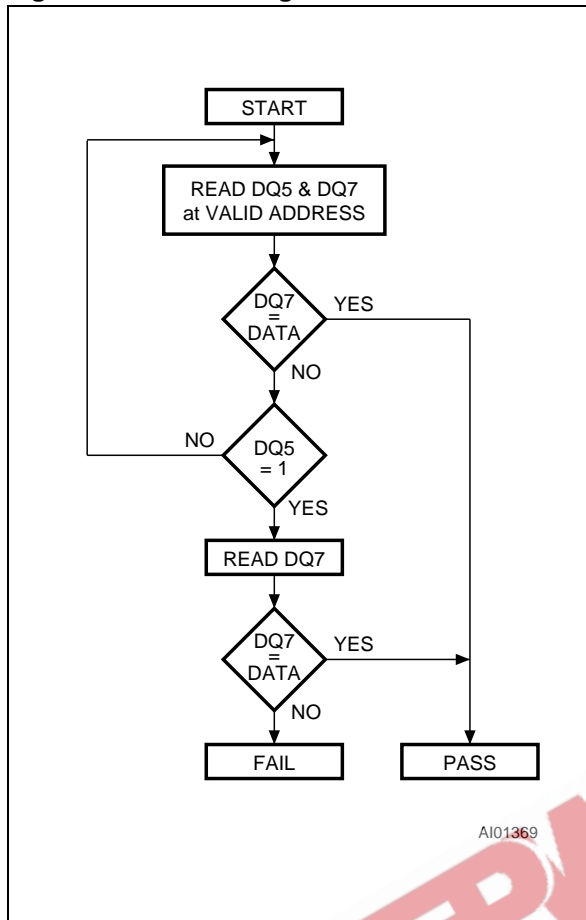 START
READ DQ5 & DQ7
at VALID ADDRESS
DQ7
=
DATA
YES
NO
DQ5
= 1
NO
YES
READ DQ7
DQ7
=
DATA
YES
NO
FAIL
PASS
AI01369